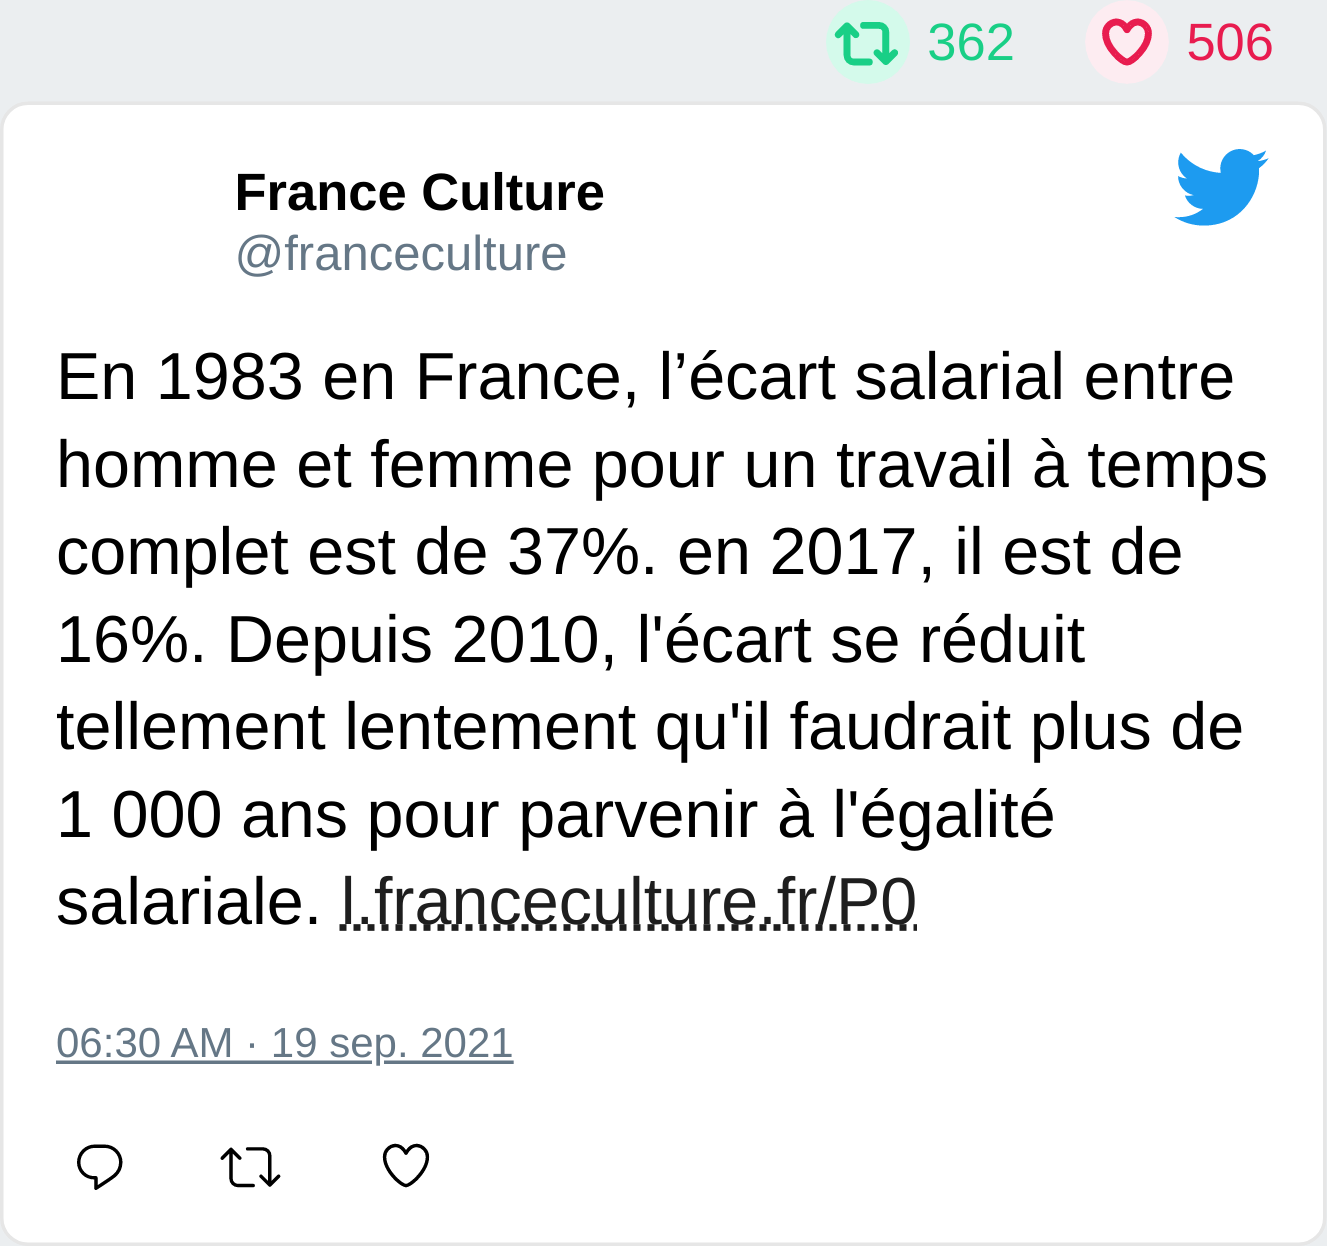 362 506
France Culture
@franceculture
En 1983 en France, l’écart salarial entre
homme et femme pour un travail à temps
complet est de 37%. en 2017, il est de
16%. Depuis 2010, l'écart se réduit
tellement lentement qu'il faudrait plus de
1 000 ans pour parvenir à l'égalité
salariale. l.franceculture.fr/P0
06:30 AM · 19 sep. 2021